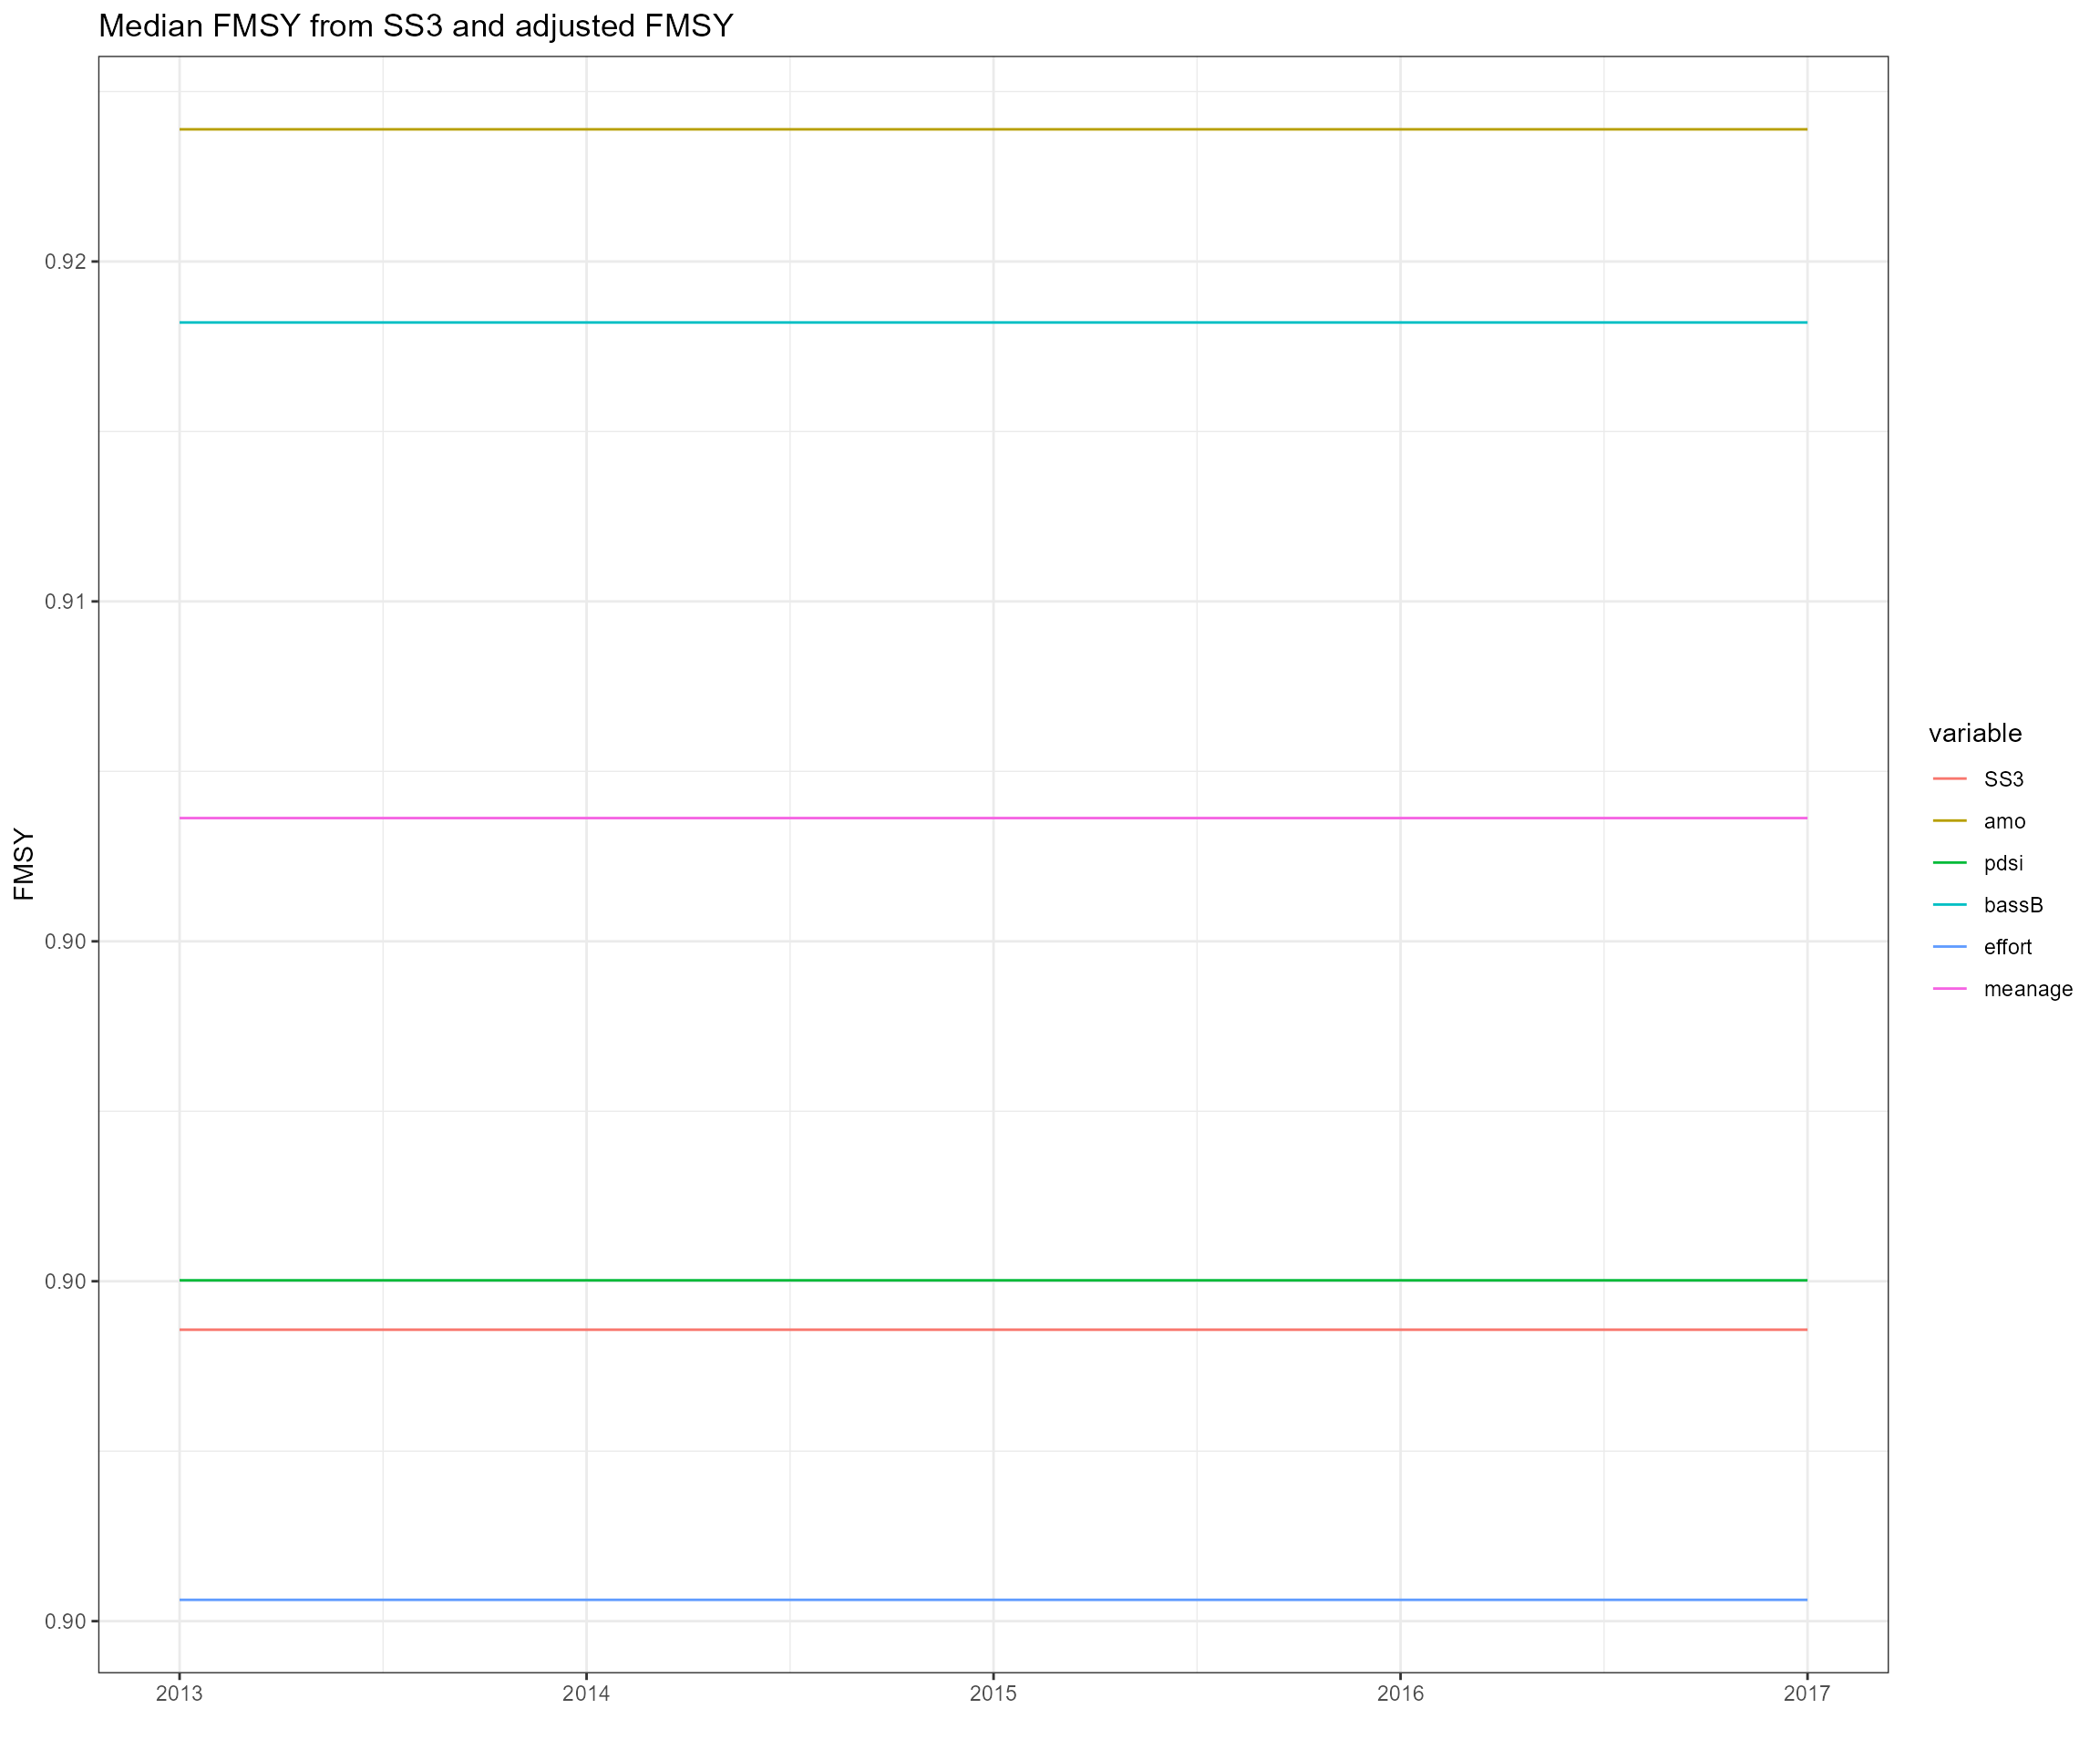 Median FMSY from SS3 and adjusted FMSY
0.92
0.91
0.90
0.90
0.90
FMSY
2013
2014
2015
2016
2017
variable
SS3
amo
pdsi
bassB
effort
meanage